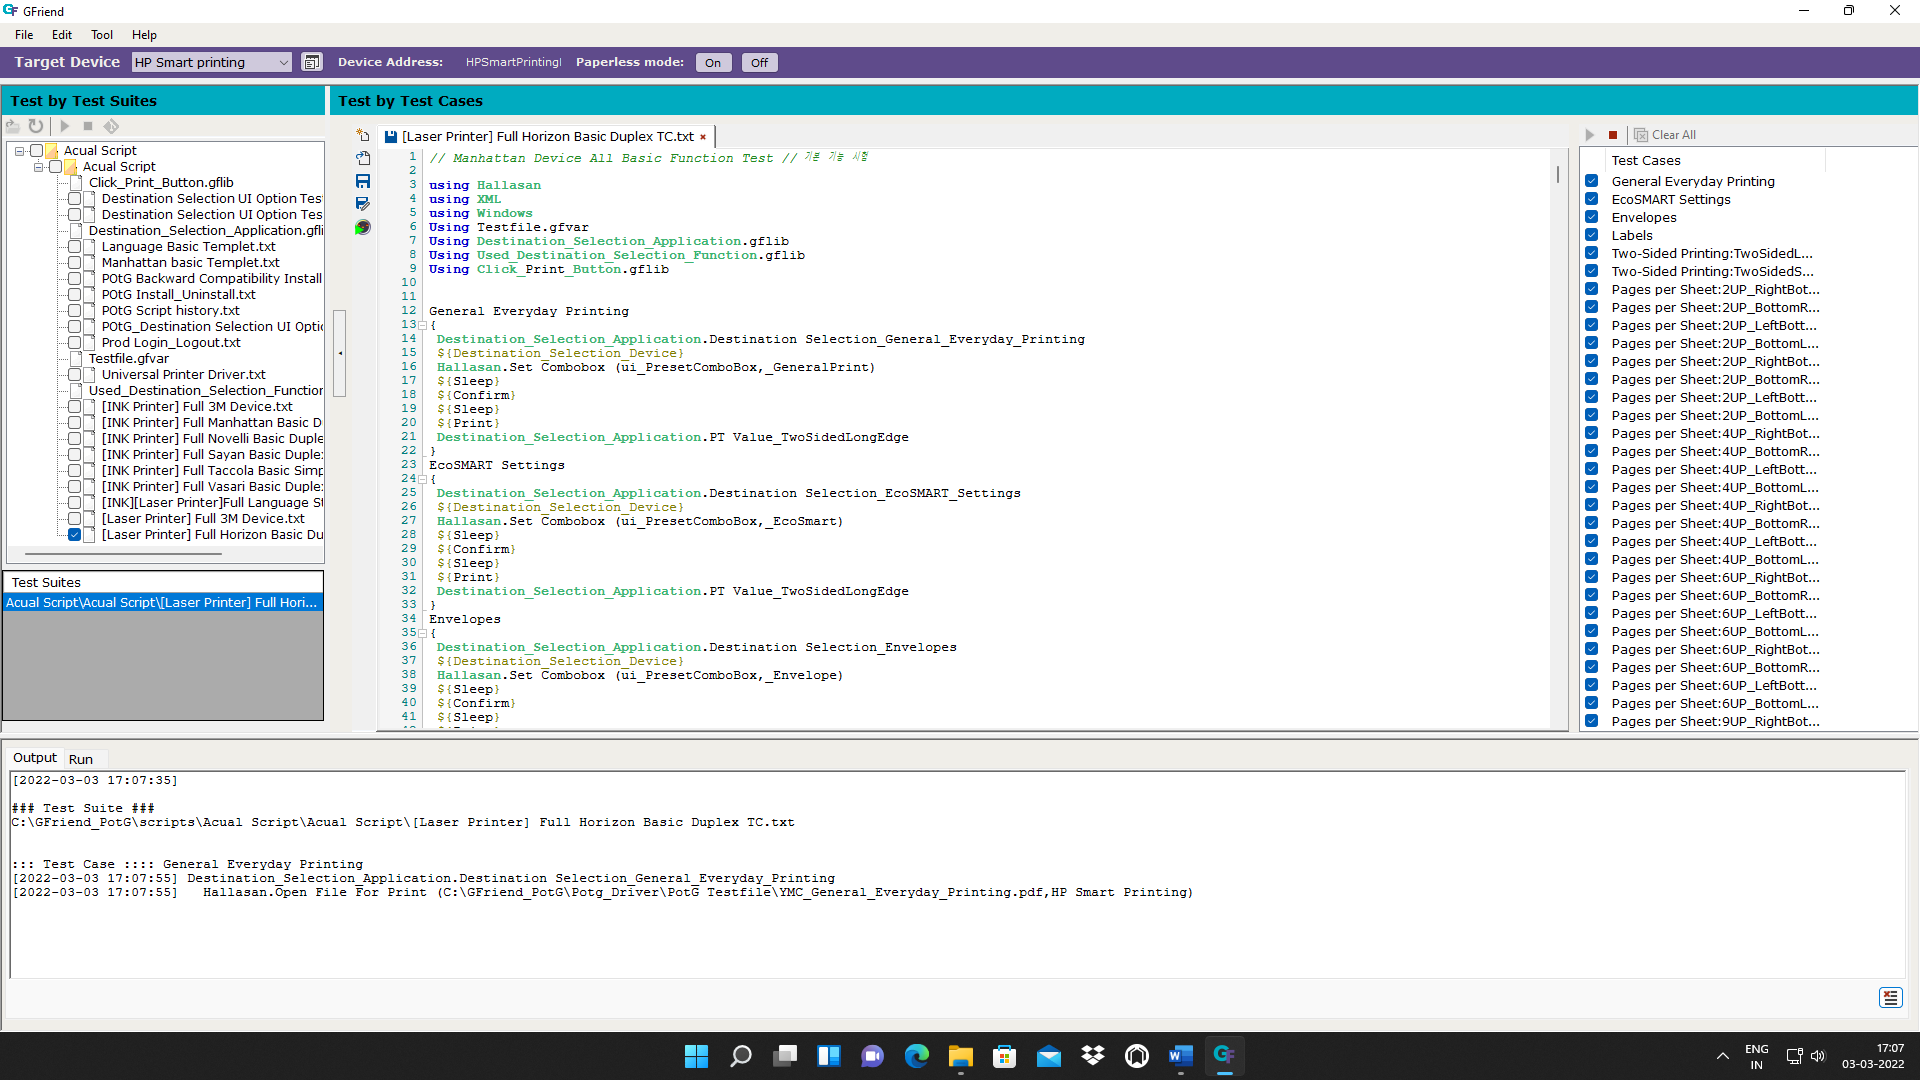 GFriend
File Edit Tool Help
Target Device HP Smart printing Device Address: HPSmartPrintingI Paperless mode: On Off
Test by Test Suites
Acual Script
Acual Script
Click_Print_Button.gflib
Destination Selection UI Option Tes
Destination Selection UI Option Tes
Destination_Selection_Application.gfli
Language Basic Templet.txt
Manhattan basic Templet.txt
POtG Backward Compatibility Install
POtG Install_Uninstall.txt
POtG Script history.txt
POtG_Destination Selection UI Optic
Prod Login_Logout.txt
Testfile.gfvar
Universal Printer Driver.txt
Used_Destination_Selection_Function
[INK Printer] Full 3M Device.txt
[INK Printer] Full Manhattan Basic D
[INK Printer] Full Novelli Basic Duple
[INK Printer] Full Sayan Basic Duple:
[INK Printer] Full Taccola Basic Simp
[INK Printer] Full Vasari Basic Duple:
[INK][Laser Printer]Full Language St
[Laser Printer] Full 3M Device.txt
[Laser Printer] Full Horizon Basic Du
Test Suites
Acual Script\Acual Script\[Laser Printer] Full Hori...
Test by Test Cases
[Laser Printer] Full Horizon Basic Duplex TC.txt
1 // Manhattan Device All Basic Function Test // 기본 기능 시험
2
3 using Hallasan
4 using XML
5 using Windows
6 Using Testfile.gfvar
7 Using Destination_Selection_Application.gflib
8 Using Used_Destination_Selection_Function.gflib
9 Using Click_Print_Button.gflib
10
11
12 General Everyday Printing
13 {
14 Destination_Selection_Application.Destination Selection_General_Everyday_Printing
15 ${Destination_Selection_Device}
16 Hallasan.Set Combobox (ui_PresetComboBox,_GeneralPrint)
17 ${Sleep}
18 ${Confirm}
19 ${Sleep}
20 ${Print}
21 Destination_Selection_Application.PT Value_TwoSidedLongEdge
22 }
23 EcoSMART Settings
24 {
25 Destination_Selection_Application.Destination Selection_EcoSMART_Settings
26 ${Destination_Selection_Device}
27 Hallasan.Set Combobox (ui_PresetComboBox,_EcoSmart)
28 ${Sleep}
29 ${Confirm}
30 ${Sleep}
31 ${Print}
32 Destination_Selection_Application.PT Value_TwoSidedLongEdge
33 }
34 Envelopes
35 {
36 Destination_Selection_Application.Destination Selection_Envelopes
37 ${Destination_Selection_Device}
38 Hallasan.Set Combobox (ui_PresetComboBox,_Envelope)
39 ${Sleep}
40 ${Confirm}
41 ${Sleep}
Clear All
Test Cases
General Everyday Printing
EcoSMART Settings
Envelopes
Labels
Two-Sided Printing:TwoSidedL...
Two-Sided Printing:TwoSidedS...
Pages per Sheet:2UP_RightBot...
Pages per Sheet:2UP_BottomR...
Pages per Sheet:2UP_LeftBott...
Pages per Sheet:2UP_BottomL...
Pages per Sheet:2UP_RightBot...
Pages per Sheet:2UP_BottomR...
Pages per Sheet:2UP_LeftBott...
Pages per Sheet:2UP_BottomL...
Pages per Sheet:4UP_RightBot...
Pages per Sheet:4UP_BottomR...
Pages per Sheet:4UP_LeftBott...
Pages per Sheet:4UP_BottomL...
Pages per Sheet:4UP_RightBot...
Pages per Sheet:4UP_BottomR...
Pages per Sheet:4UP_LeftBott...
Pages per Sheet:4UP_BottomL...
Pages per Sheet:6UP_RightBot...
Pages per Sheet:6UP_BottomR...
Pages per Sheet:6UP_LeftBott...
Pages per Sheet:6UP_BottomL...
Pages per Sheet:6UP_RightBot...
Pages per Sheet:6UP_BottomR...
Pages per Sheet:6UP_LeftBott...
Pages per Sheet:6UP_BottomL...
Pages per Sheet:9UP_RightBot...
Output Run
[2022-03-03 17:07:35]
### Test Suite ###
C:\GFriend_PotG\scripts\Acual Script\Acual Script\[Laser Printer] Full Horizon Basic Duplex TC.txt
::: Test Case :::: General Everyday Printing
[2022-03-03 17:07:55] Destination_Selection_Application.Destination Selection_General_Everyday_Printing
[2022-03-03 17:07:55] Hallasan.Open File For Print (C:\GFriend_PotG\Potg_Driver\PotG Testfile\YMC_General_Everyday_Printing.pdf,HP Smart Printing)
ENG
IN
17:07
03-03-2022